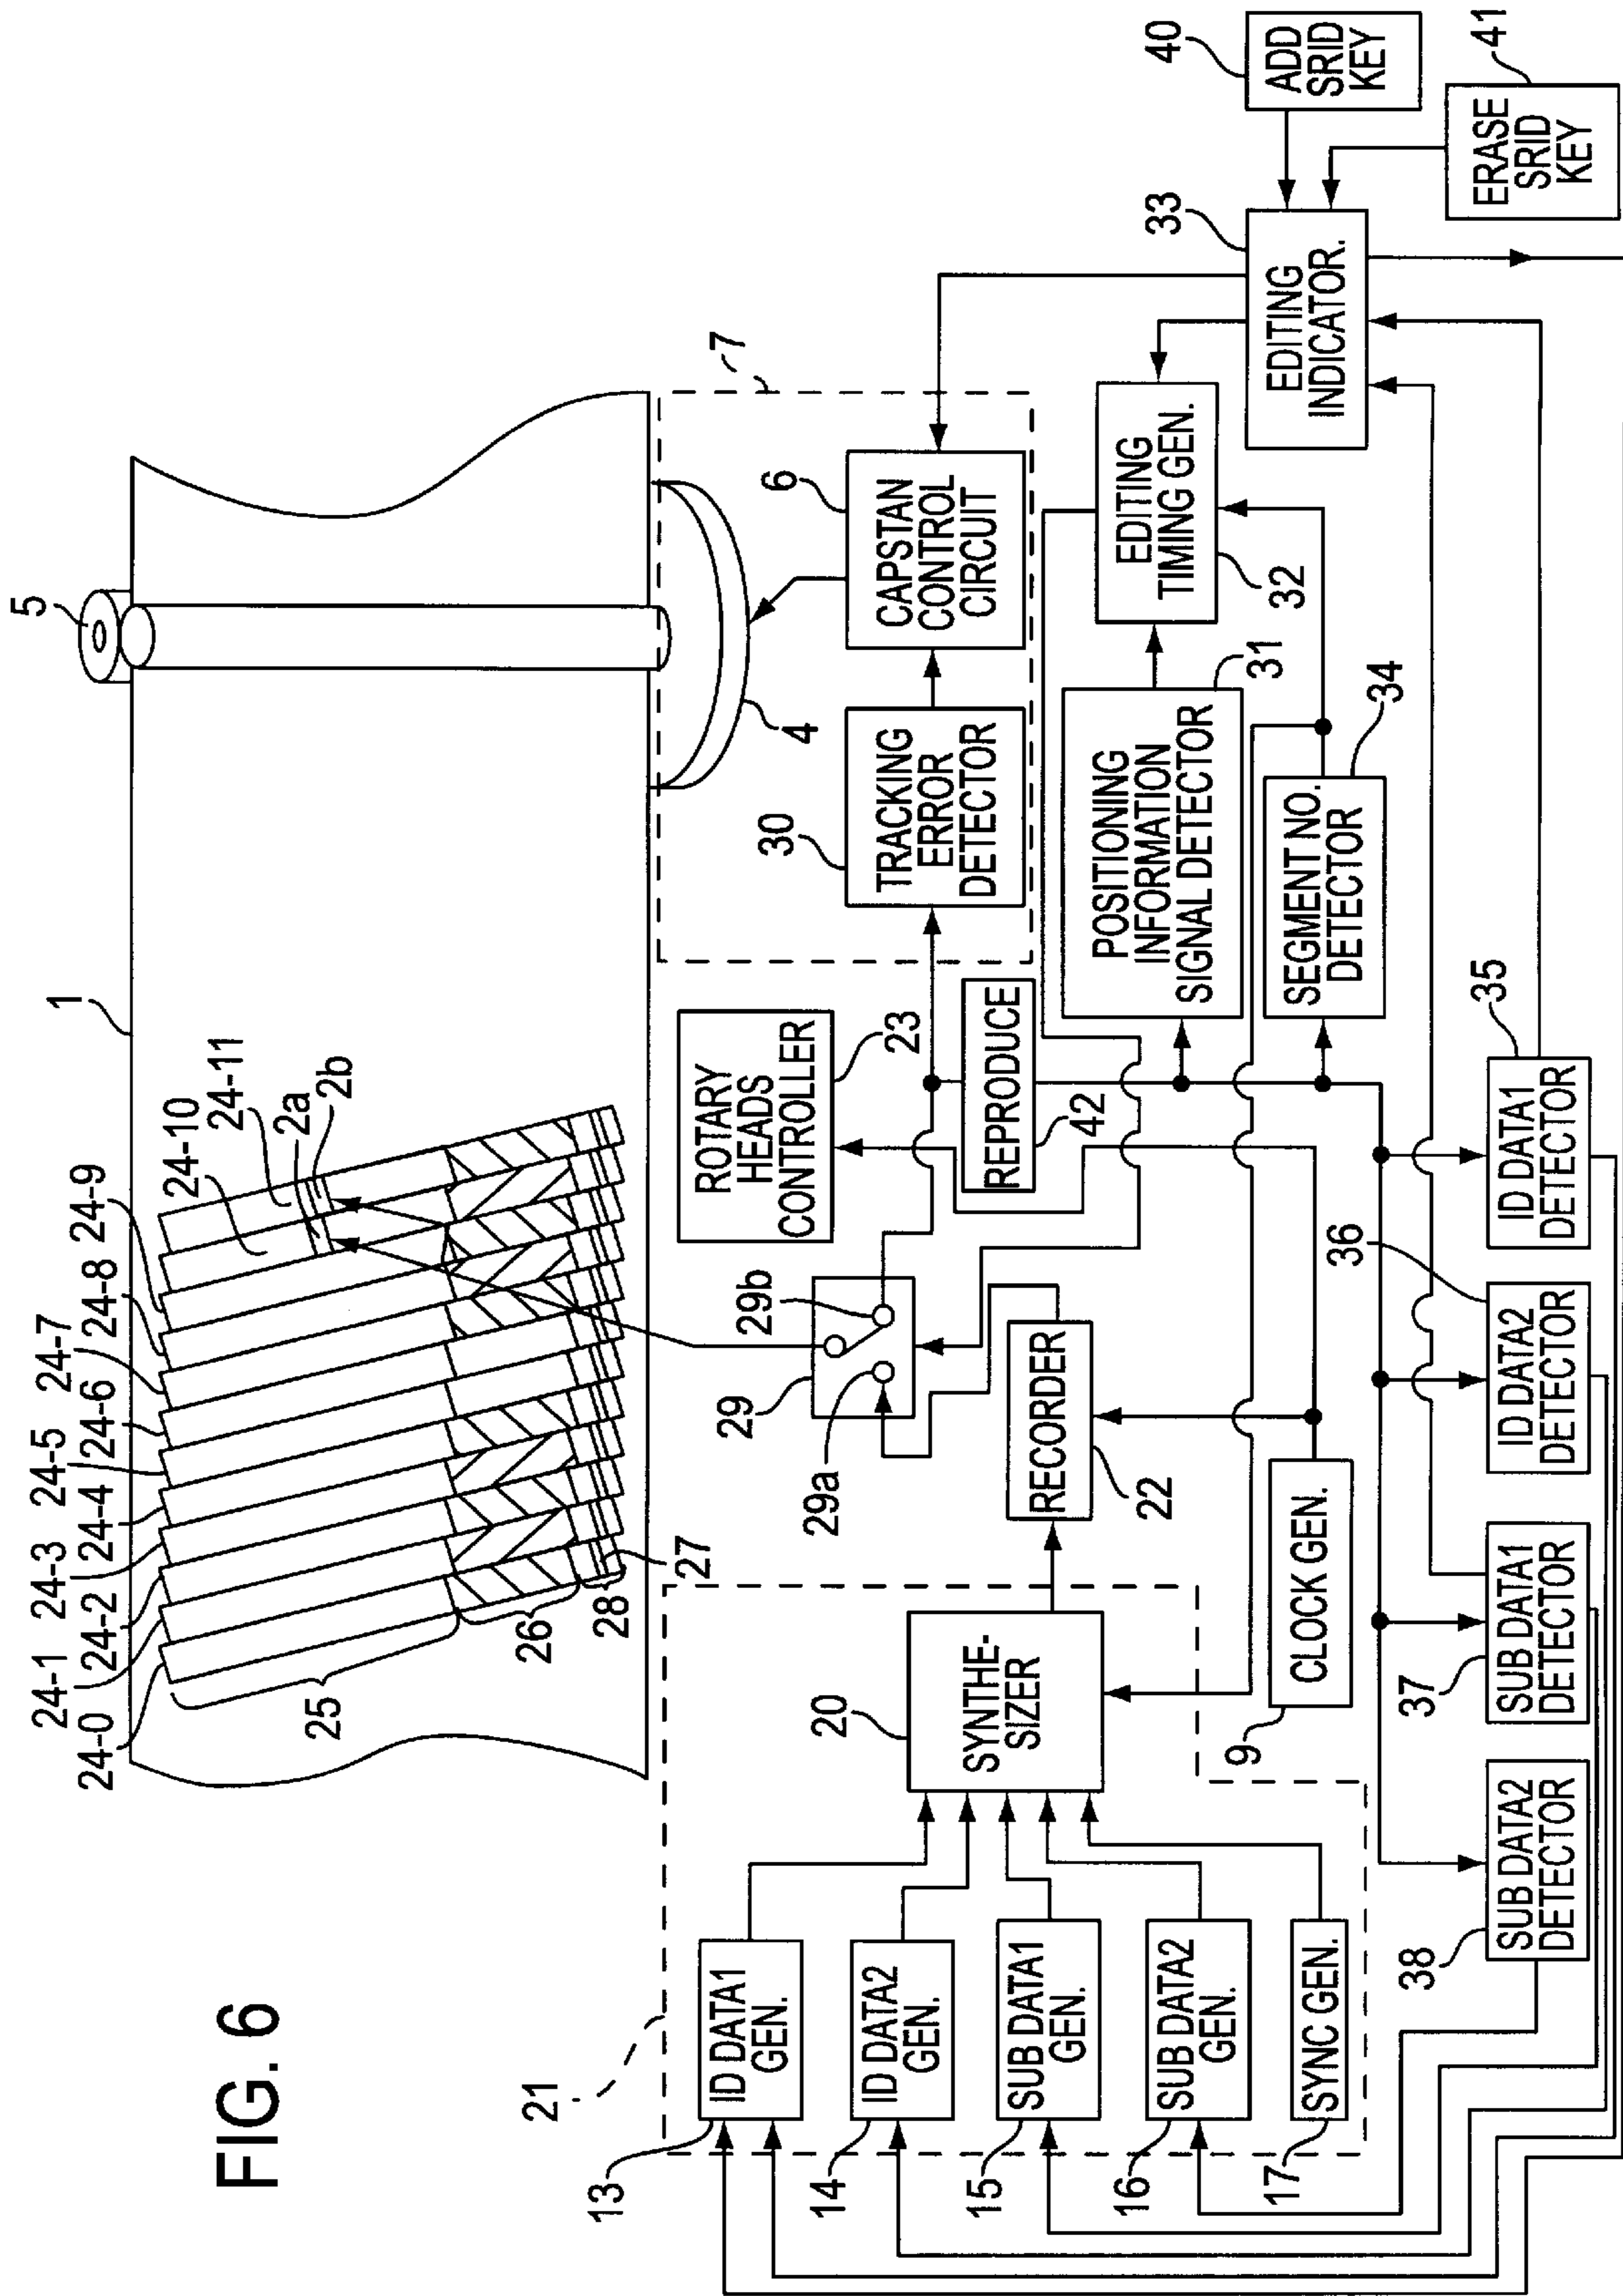 FIG. 6
5
1
24-11
24-10
2a
2b
24-9
24-8
24-7
24-6
24-5
24-4
24-3
24-2
24-1
24-0
25
26
28
27
4
7
6
CAPSTAN
CONTROL
CIRCUIT
30
TRACKING
ERROR
DETECTOR
40
ADD
SRID
KEY
41
ERASE
SRID
KEY
33
EDITING
INDICATOR.
EDITING
TIMING GEN.
32
31
POSITIONING
INFORMATION
SIGNAL DETECTOR
34
SEGMENT NO.
DETECTOR
23
ROTARY
HEADS
CONTROLLER
REPRODUCE
42
29
29b
29a
RECORDER
22
20
SYNTHE-
SIZER
CLOCK GEN.
9
21
13
ID DATA1
GEN.
14
ID DATA2
GEN.
15
SUB DATA1
GEN.
16
SUB DATA2
GEN.
17
SYNC GEN.
35
ID DATA1
DETECTOR
36
ID DATA2
DETECTOR
37
SUB DATA1
DETECTOR
38
SUB DATA2
DETECTOR